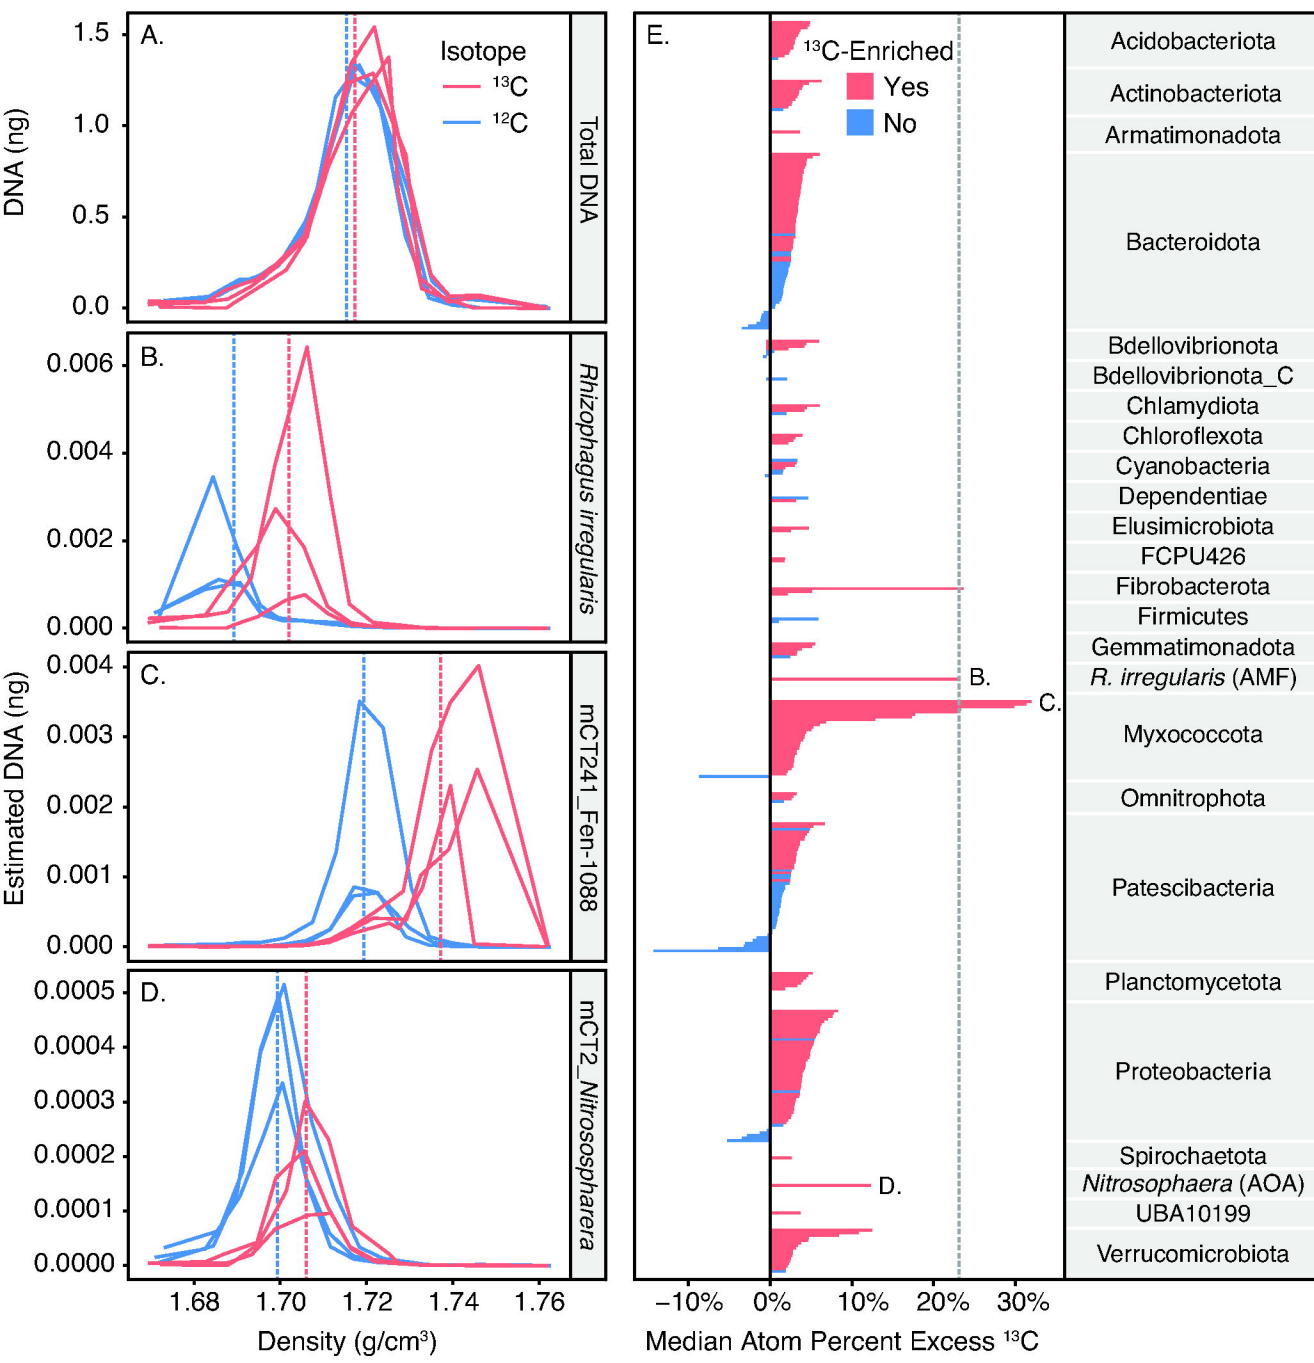 A.
Isotope
¹³C
¹²C
Total DNA
DNA (ng)
1.5
1.0
0.5
0.0
B.
Rhizophagus irregularis
0.006
0.004
0.002
0.000
C.
mCT241_Fen-1088
Estimated DNA (ng)
0.004
0.003
0.002
0.001
0.000
D.
mCT2_Nitrososphaerera
0.0005
0.0004
0.0003
0.0002
0.0001
0.0000
1.68 1.70 1.72 1.74 1.76
Density (g/cm³)
E.
¹³C-Enriched
Yes
No
Acidobacteriota
Actinobacteriota
Armatimonadota
Bacteroidota
Bdellovibrionota
Bdellovibrionota_C
Chlamydiota
Chloroflexota
Cyanobacteria
Dependentiae
Elusimicrobiota
FCPU426
Fibrobacterota
Firmicutes
Gemmatimonadota
B.
R. irregularis (AMF)
C.
Myxococcota
Omnitrophota
Patescibacteria
Planctomycetota
Proteobacteria
Spirochaetota
D.
Nitrosophaera (AOA)
UBA10199
Verrucomicrobiota
−10% 0% 10% 20% 30%
Median Atom Percent Excess ¹³C